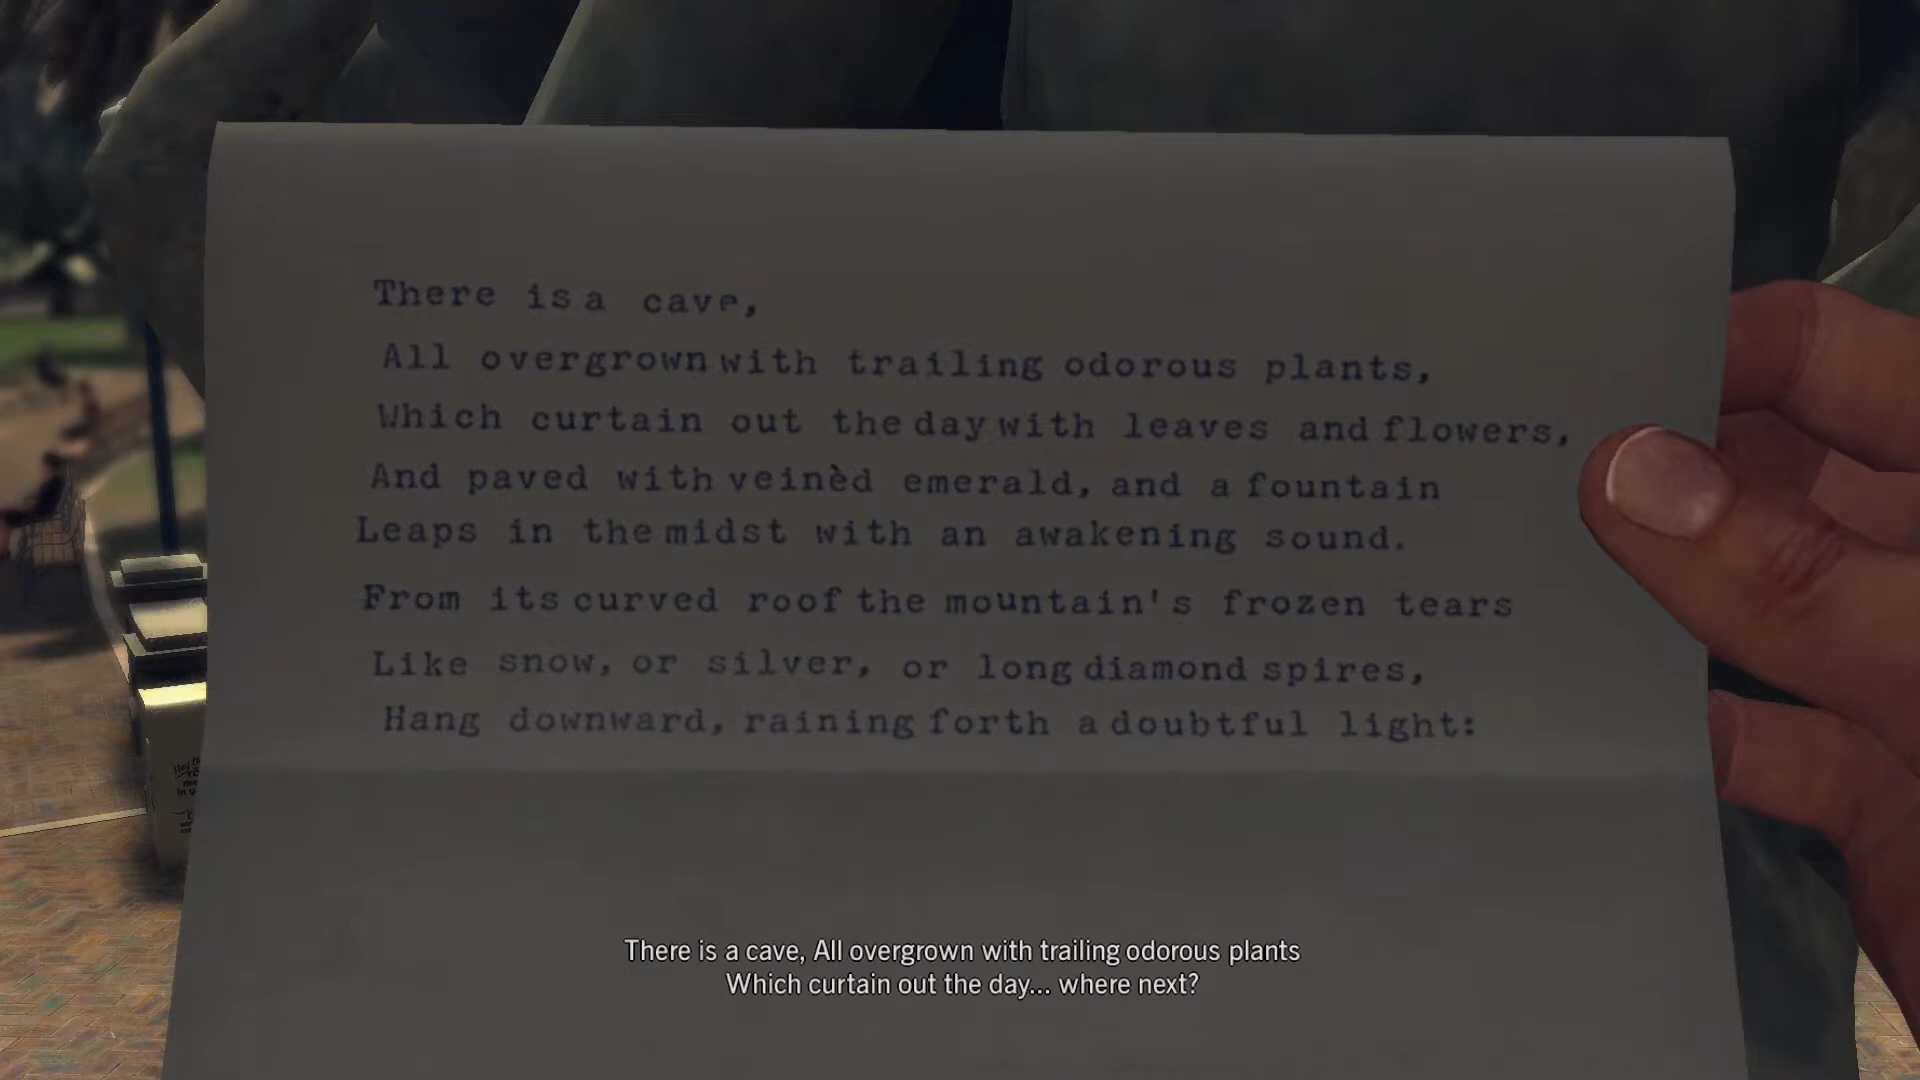 There is a cave,
All overgrown with trailing odorous plants,
Which curtain out the day with leaves and flowers,
And paved with veinèd emerald, and a fountain
Leaps in the midst with an awakening sound.
From its curved roof the mountain's frozen tears
Like snow, or silver, or long diamond spires,
Hang downward, raining forth a doubtful light:
There is a cave, All overgrown with trailing odorous plants
Which curtain out the day... where next?